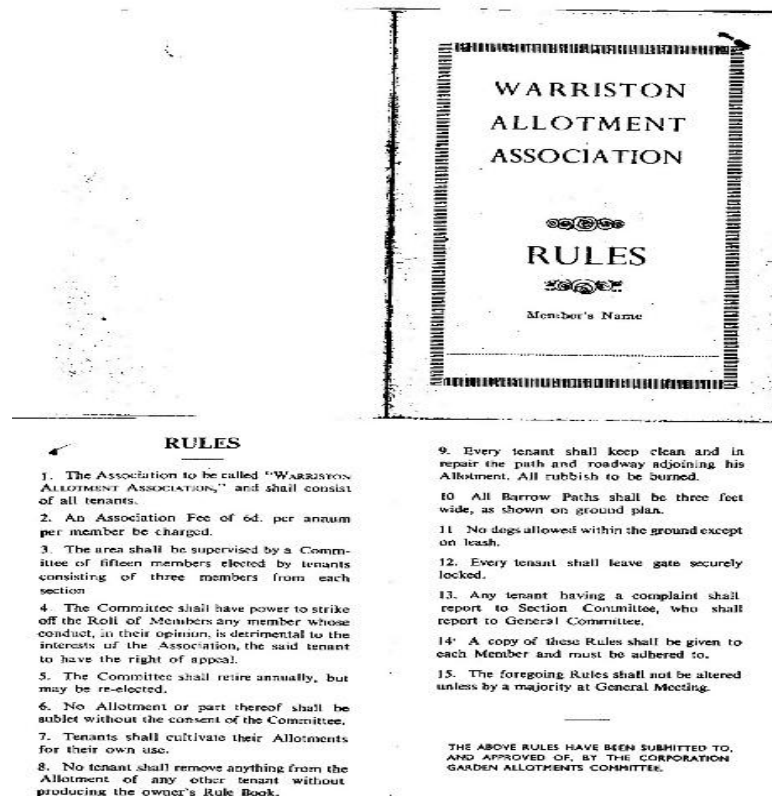 WARRISTON
ALLOTMENT
ASSOCIATION
RULES
Member's Name
RULES
1. The Association to be called "WARRISTON
ALLOTMENT ASSOCIATION," and shall consist
of all tenants.
2. An Association Fee of 6d. per annum
per member be charged.
3. The area shall be supervised by a Comm-
ittee of fifteen members elected by tenants
consisting of three members from each
section
4. The Committee shall have power to strike
off the Roll of Members any member whose
conduct, in their opinion, is detrimental to the
interests of the Association, the said tenant
to have the right of appeal.
5. The Committee shall retire annually, but
may be re-elected.
6. No Allotment or part thereof shall be
sublet without the consent of the Committee.
7. Tenants shall cultivate their Allotments
for their own use.
8. No tenant shall remove anything from the
Allotment of any other tenant without
producing the owner's Rule Book.
9. Every tenant shall keep clean and in
repair the path and roadway adjoining his
Allotment. All rubbish to be burned.
10 All Barrow Paths shall be three feet
wide, as shown on ground plan.
11 No dogs allowed within the ground except
on leash.
12. Every tenant shall leave gate securely
locked.
13. Any tenant having a complaint shall
report to Section Committee, who shall
report to General Committee.
14· A copy of these Rules shall be given to
each Member and must be adhered to.
15. The foregoing Rules shall not be altered
unless by a majority at General Meeting.
THE ABOVE RULES HAVE BEEN SUBMITTED TO,
AND APPROVED OF, BY THE CORPORATION
GARDEN ALLOTMENTS COMMITTEE.